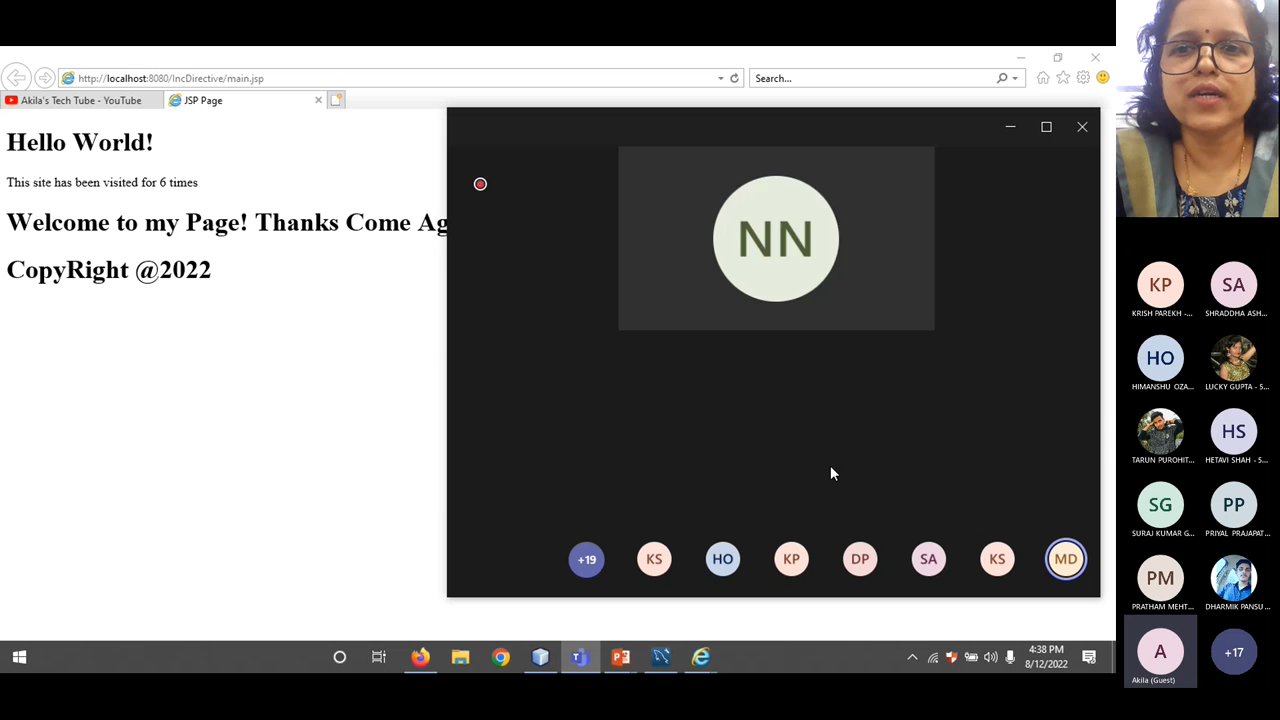 http://localhost:8080/IncDirective/main.jsp
Search...
Akila's Tech Tube - YouTube
JSP Page
Hello World!
This site has been visited for 6 times
Welcome to my Page! Thanks Come Ag
CopyRight @2022
NN
+19
KS
HO
KP
DP
SA
KS
MD
KP
SA
KRISH PAREKH -...
SHRADDHA ASH...
HO
HIMANSHU OZA...
LUCKY GUPTA - 5...
HS
TARUN PUROHIT...
HETAVI SHAH - 5...
SG
PP
SURAJ KUMAR G...
PRIYAL PRAJAPAT...
PM
PRATHAM MEHT...
DHARMIK PANSU...
A
+17
Akila (Guest)
4:38 PM
8/12/2022